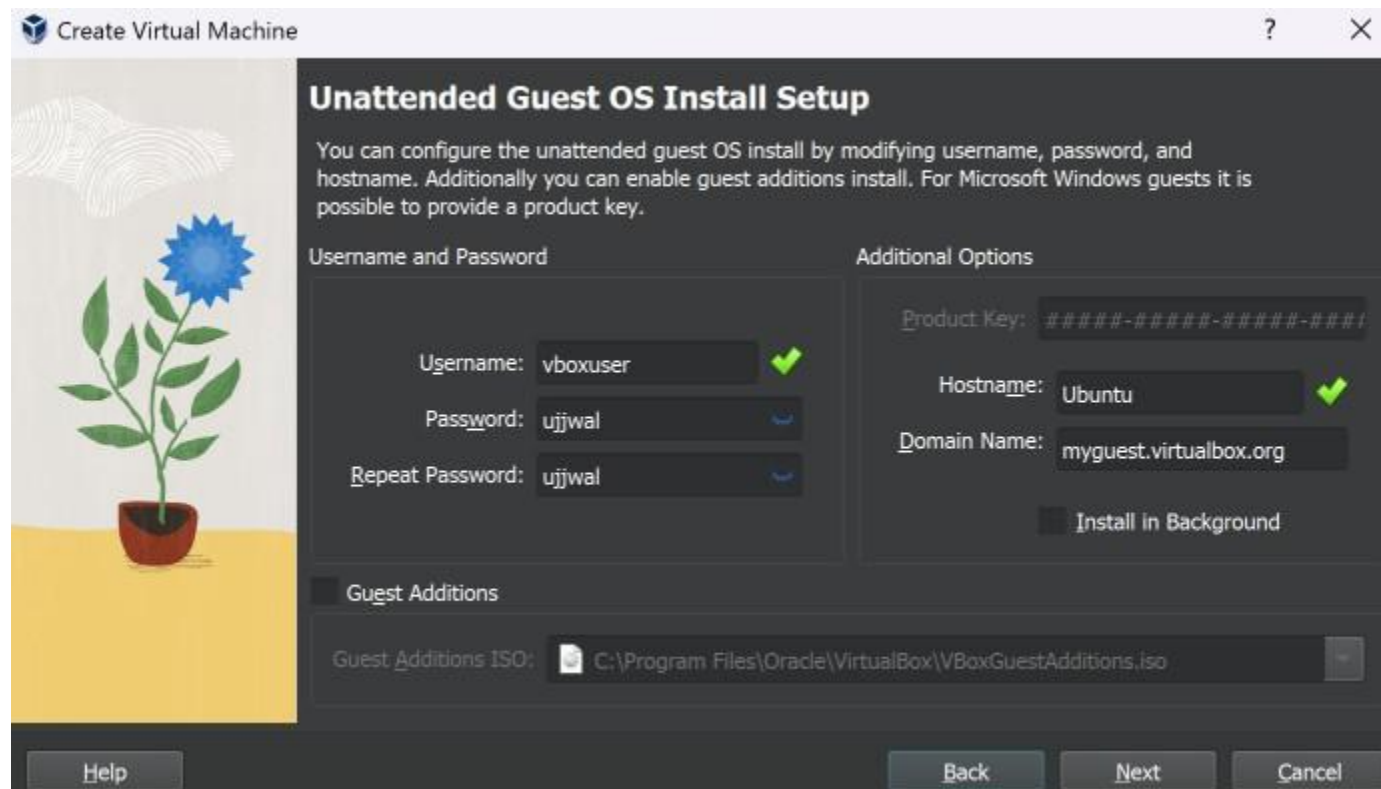 Create Virtual Machine
?
Unattended Guest OS Install Setup
You can configure the unattended guest OS install by modifying username, password, and
hostname. Additionally you can enable guest additions install. For Microsoft Windows guests it is
possible to provide a product key.
Username and Password
Username: vboxuser
Password: ujjwal
Repeat Password: ujjwal
Additional Options
Product Key: #####-#####-#####-####
Hostname: Ubuntu
Domain Name: myguest.virtualbox.org
Install in Background
Guest Additions
Guest Additions ISO: C:\Program Files\Oracle\VirtualBox\VBoxGuestAdditions.iso
Help
Back
Next
Cancel